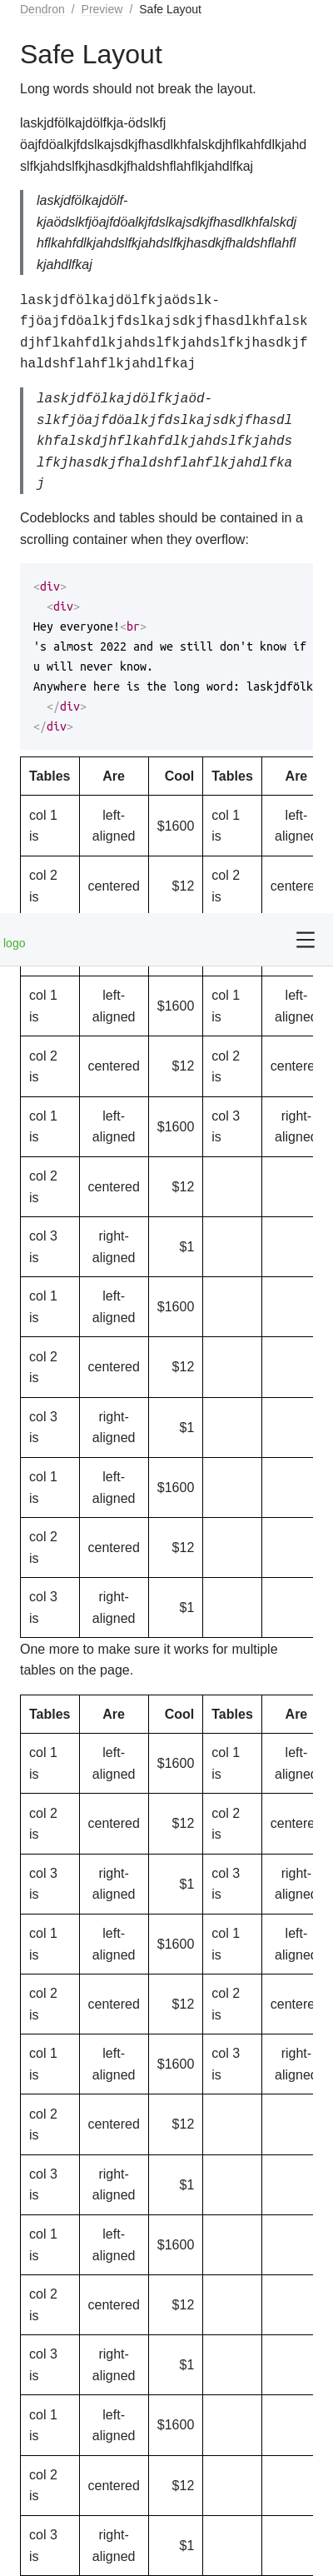 Dendron / Preview / Safe Layout
Safe Layout
Long words should not break the layout.
laskjdfölkajdölfkja-ödslkfj
öajfdöalkjfdslkajsdkjfhasdlkhfalskdjhflkahfdlkjahd
slfkjahdslfkjhasdkjfhaldshflahflkjahdlfkaj
laskjdfölkajdölf-
kjaödslkfjöajfdöalkjfdslkajsdkjfhasdlkhfalskdj
hflkahfdlkjahdslfkjahdslfkjhasdkjfhaldshflahfl
kjahdlfkaj
laskjdfölkajdölfkjaödslk-
fjöajfdöalkjfdslkajsdkjfhasdlkhfalsk
djhflkahfdlkjahdslfkjahdslfkjhasdkjf
haldshflahflkjahdlfkaj
laskjdfölkajdölfkjaöd-
slkfjöajfdöalkjfdslkajsdkjfhasdl
khfalskdjhflkahfdlkjahdslfkjahds
lfkjhasdkjfhaldshflahflkjahdlfka
j
Codeblocks and tables should be contained in a
scrolling container when they overflow:
<div>
<div>
Hey everyone!<br>
's almost 2022 and we still don't know if
u will never know.
Anywhere here is the long word: laskjdfölk
</div>
</div>
Tables Are Cool Tables Are
col 1 is left-aligned $1600 col 1 is left-aligned
col 2 is centered $12 col 2 is centere
logo
col 1 is left-aligned $1600 col 1 is left-aligned
col 2 is centered $12 col 2 is centere
col 1 is left-aligned $1600 col 3 is right-aligned
col 2 is centered $12
col 3 is right-aligned $1
col 1 is left-aligned $1600
col 2 is centered $12
col 3 is right-aligned $1
col 1 is left-aligned $1600
col 2 is centered $12
col 3 is right-aligned $1
One more to make sure it works for multiple
tables on the page.
Tables Are Cool Tables Are
col 1 is left-aligned $1600 col 1 is left-aligned
col 2 is centered $12 col 2 is centere
col 3 is right-aligned $1 col 3 is right-aligned
col 1 is left-aligned $1600 col 1 is left-aligned
col 2 is centered $12 col 2 is centere
col 1 is left-aligned $1600 col 3 is right-aligned
col 2 is centered $12
col 3 is right-aligned $1
col 1 is left-aligned $1600
col 2 is centered $12
col 3 is right-aligned $1
col 1 is left-aligned $1600
col 2 is centered $12
col 3 is right-aligned $1